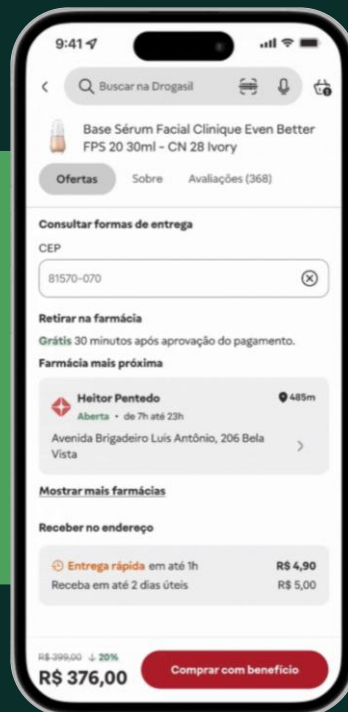 9:41
Buscar na Drogasil
1
Base Sérum Facial Clinique Even Better
FPS 20 30ml - CN 28 Ivory
Ofertas Sobre Avaliações (368)
Consultar formas de entrega
CEP
81570-070
Retirar na farmácia
Grátis 30 minutos após aprovação do pagamento.
Farmácia mais próxima
Heitor Pentedo 485m
Aberta • de 7h até 23h
Avenida Brigadeiro Luis Antônio, 206 Bela
Vista
Mostrar mais farmácias
Receber no endereço
Entrega rápida em até 1h R$ 4,90
Receba em até 2 dias úteis R$ 5,00
R$ 399,00 ↓ 20%
R$ 376,00
Comprar com benefício